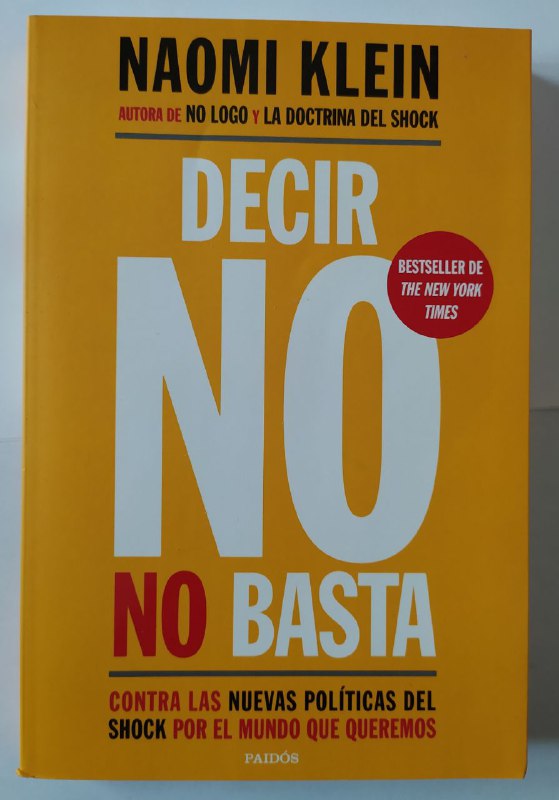 NAOMI KLEIN
AUTORA DE NO LOGO Y LA DOCTRINA DEL SHOCK
DECIR
NO
BESTSELLER DE
THE NEW YORK
TIMES
NO BASTA
CONTRA LAS NUEVAS POLÍTICAS DEL
SHOCK POR EL MUNDO QUE QUEREMOS
PAIDÓS